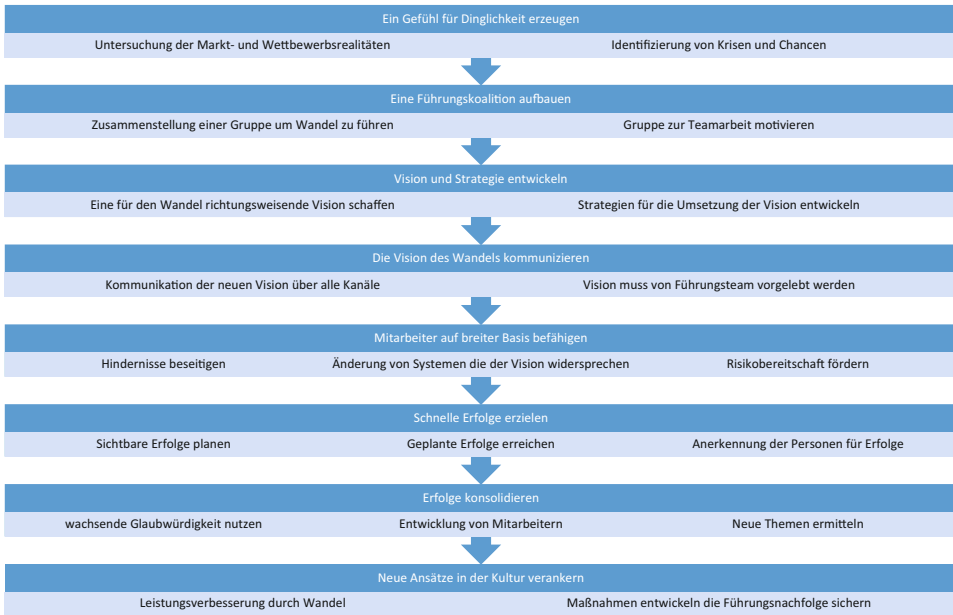 Ein Gefühl für Dinglichkeit erzeugen
Untersuchung der Markt- und Wettbewerbsrealitäten Identifizierung von Krisen und Chancen
Eine Führungskoalition aufbauen
Zusammenstellung einer Gruppe um Wandel zu führen Gruppe zur Teamarbeit motivieren
Vision und Strategie entwickeln
Eine für den Wandel richtungsweisende Vision schaffen Strategien für die Umsetzung der Vision entwickeln
Die Vision des Wandels kommunizieren
Kommunikation der neuen Vision über alle Kanäle Vision muss von Führungsteam vorgelebt werden
Mitarbeiter auf breiter Basis befähigen
Hindernisse beseitigen Änderung von Systemen die der Vision widersprechen Risikobereitschaft fördern
Schnelle Erfolge erzielen
Sichtbare Erfolge planen Geplante Erfolge erreichen Anerkennung der Personen für Erfolge
Erfolge konsolidieren
wachsende Glaubwürdigkeit nutzen Entwicklung von Mitarbeitern Neue Themen ermitteln
Neue Ansätze in der Kultur verankern
Leistungsverbesserung durch Wandel Maßnahmen entwickeln die Führungsnachfolge sichern